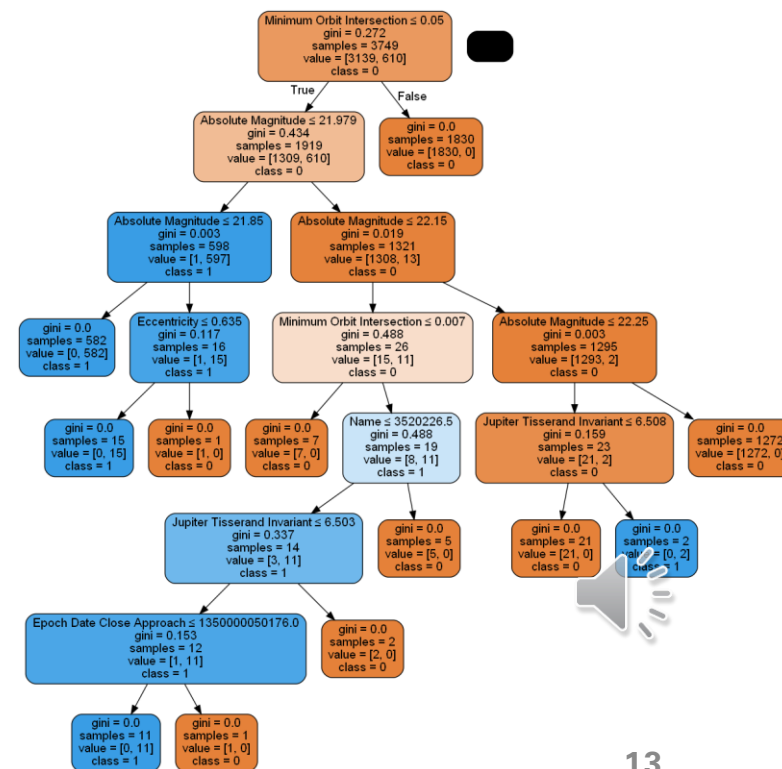 Minimum Orbit Intersection ≤ 0.05
gini = 0.272
samples = 3749
value = [3139, 610]
class = 0
True
False
Absolute Magnitude ≤ 21.979
gini = 0.434
samples = 1919
value = [1309, 610]
class = 0
gini = 0.0
samples = 1830
value = [1830, 0]
class = 0
Absolute Magnitude ≤ 21.85
gini = 0.003
samples = 598
value = [1, 597]
class = 1
Absolute Magnitude ≤ 22.15
gini = 0.019
samples = 1321
value = [1308, 13]
class = 0
gini = 0.0
samples = 582
value = [0, 582]
class = 1
Eccentricity ≤ 0.635
gini = 0.117
samples = 16
value = [1, 15]
class = 1
Minimum Orbit Intersection ≤ 0.007
gini = 0.488
samples = 26
value = [15, 11]
class = 0
Absolute Magnitude ≤ 22.25
gini = 0.003
samples = 1295
value = [1293, 2]
class = 0
gini = 0.0
samples = 15
value = [0, 15]
class = 1
gini = 0.0
samples = 1
value = [1, 0]
class = 0
gini = 0.0
samples = 7
value = [7, 0]
class = 0
Name ≤ 3520226.5
gini = 0.488
samples = 19
value = [8, 11]
class = 1
Jupiter Tisserand Invariant ≤ 6.508
gini = 0.159
samples = 23
value = [21, 2]
class = 0
gini = 0.0
samples = 1272
value = [1272, 0]
class = 0
Jupiter Tisserand Invariant ≤ 6.503
gini = 0.337
samples = 14
value = [3, 11]
class = 1
gini = 0.0
samples = 5
value = [5, 0]
class = 0
gini = 0.0
samples = 21
value = [21, 0]
class = 0
gini = 0.0
samples = 2
value = [0, 2]
class = 1
Epoch Date Close Approach ≤ 1350000050176.0
gini = 0.153
samples = 12
value = [1, 11]
class = 1
gini = 0.0
samples = 2
value = [2, 0]
class = 0
gini = 0.0
samples = 11
value = [0, 11]
class = 1
gini = 0.0
samples = 1
value = [1, 0]
class = 0
13